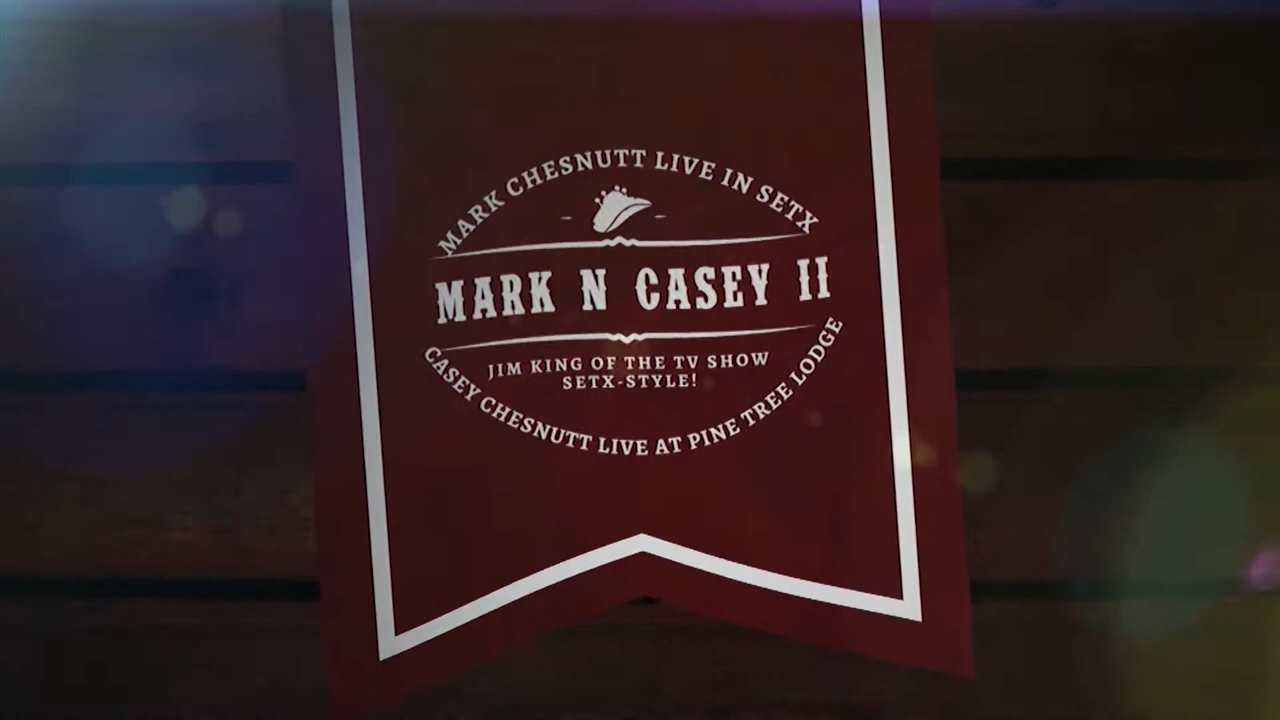 MARK CHESNUTT LIVE IN SETX
MARK N CASEY II
JIM KING OF THE TV SHOW
SETX-STYLE!
CASEY CHESNUTT LIVE AT PINE TREE LODGE